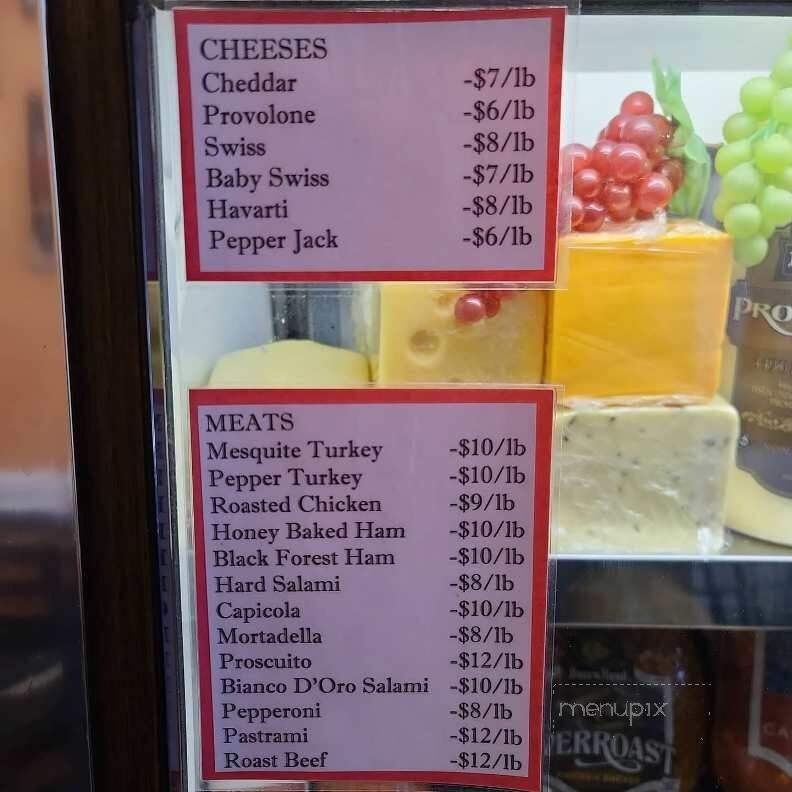 CHEESES
Cheddar -$7/lb
Provolone -$6/lb
Swiss -$8/lb
Baby Swiss -$7/lb
Havarti -$8/lb
Pepper Jack -$6/lb
MEATS
Mesquite Turkey -$10/lb
Pepper Turkey -$10/lb
Roasted Chicken -$9/lb
Honey Baked Ham -$10/lb
Black Forest Ham -$10/lb
Hard Salami -$8/lb
Capicola -$10/lb
Mortadella -$8/lb
Proscuito -$12/lb
Bianco D'Oro Salami -$10/lb
Pepperoni -$8/lb
Pastrami -$12/lb
Roast Beef -$12/lb
PRO
menupix
ERROAST
CA